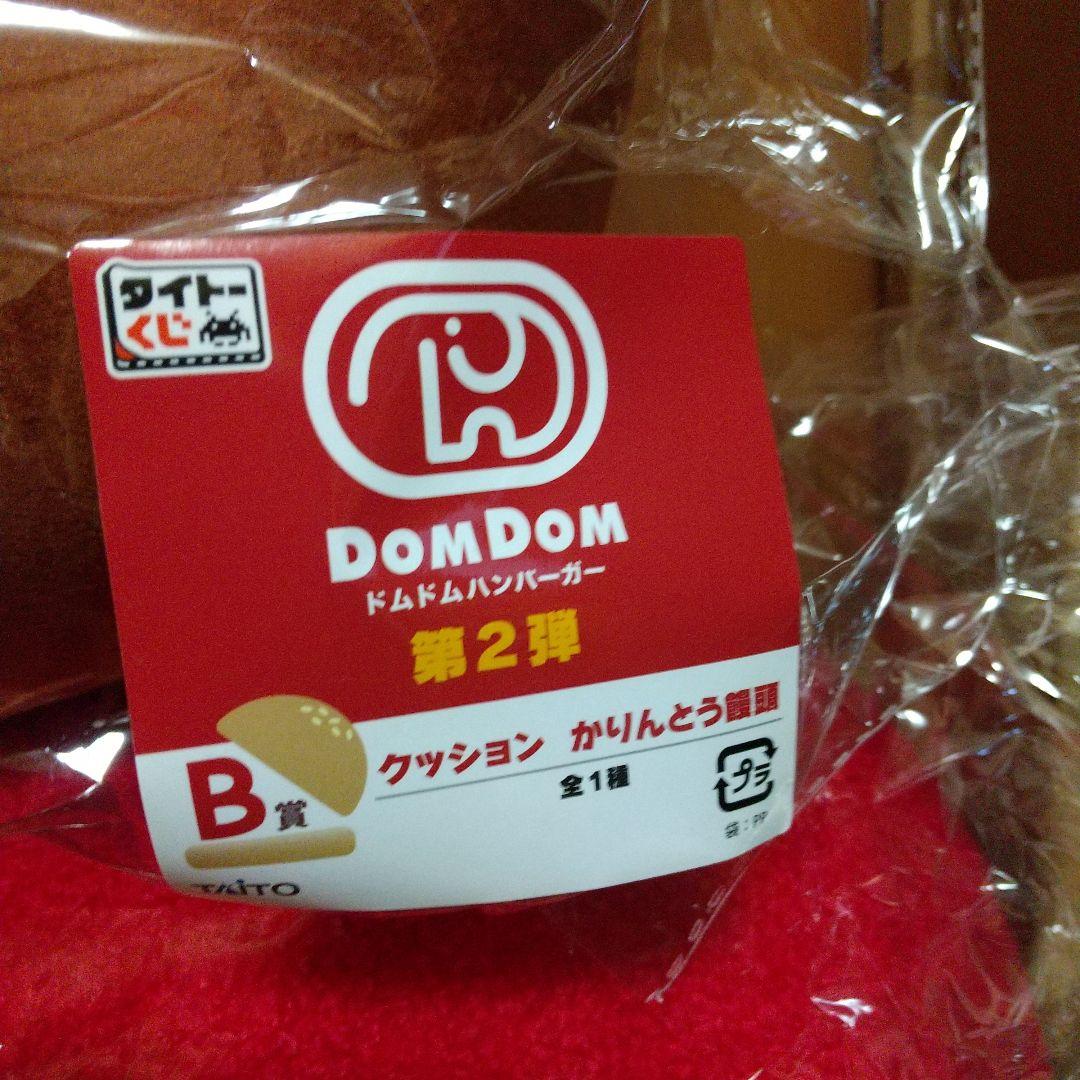 タイトー
くじ
DOMDOM
ドムドムハンバーガー
第2弾
クッション かりんとう饅頭
全1種
B賞
プラ
袋：PP
TAITO